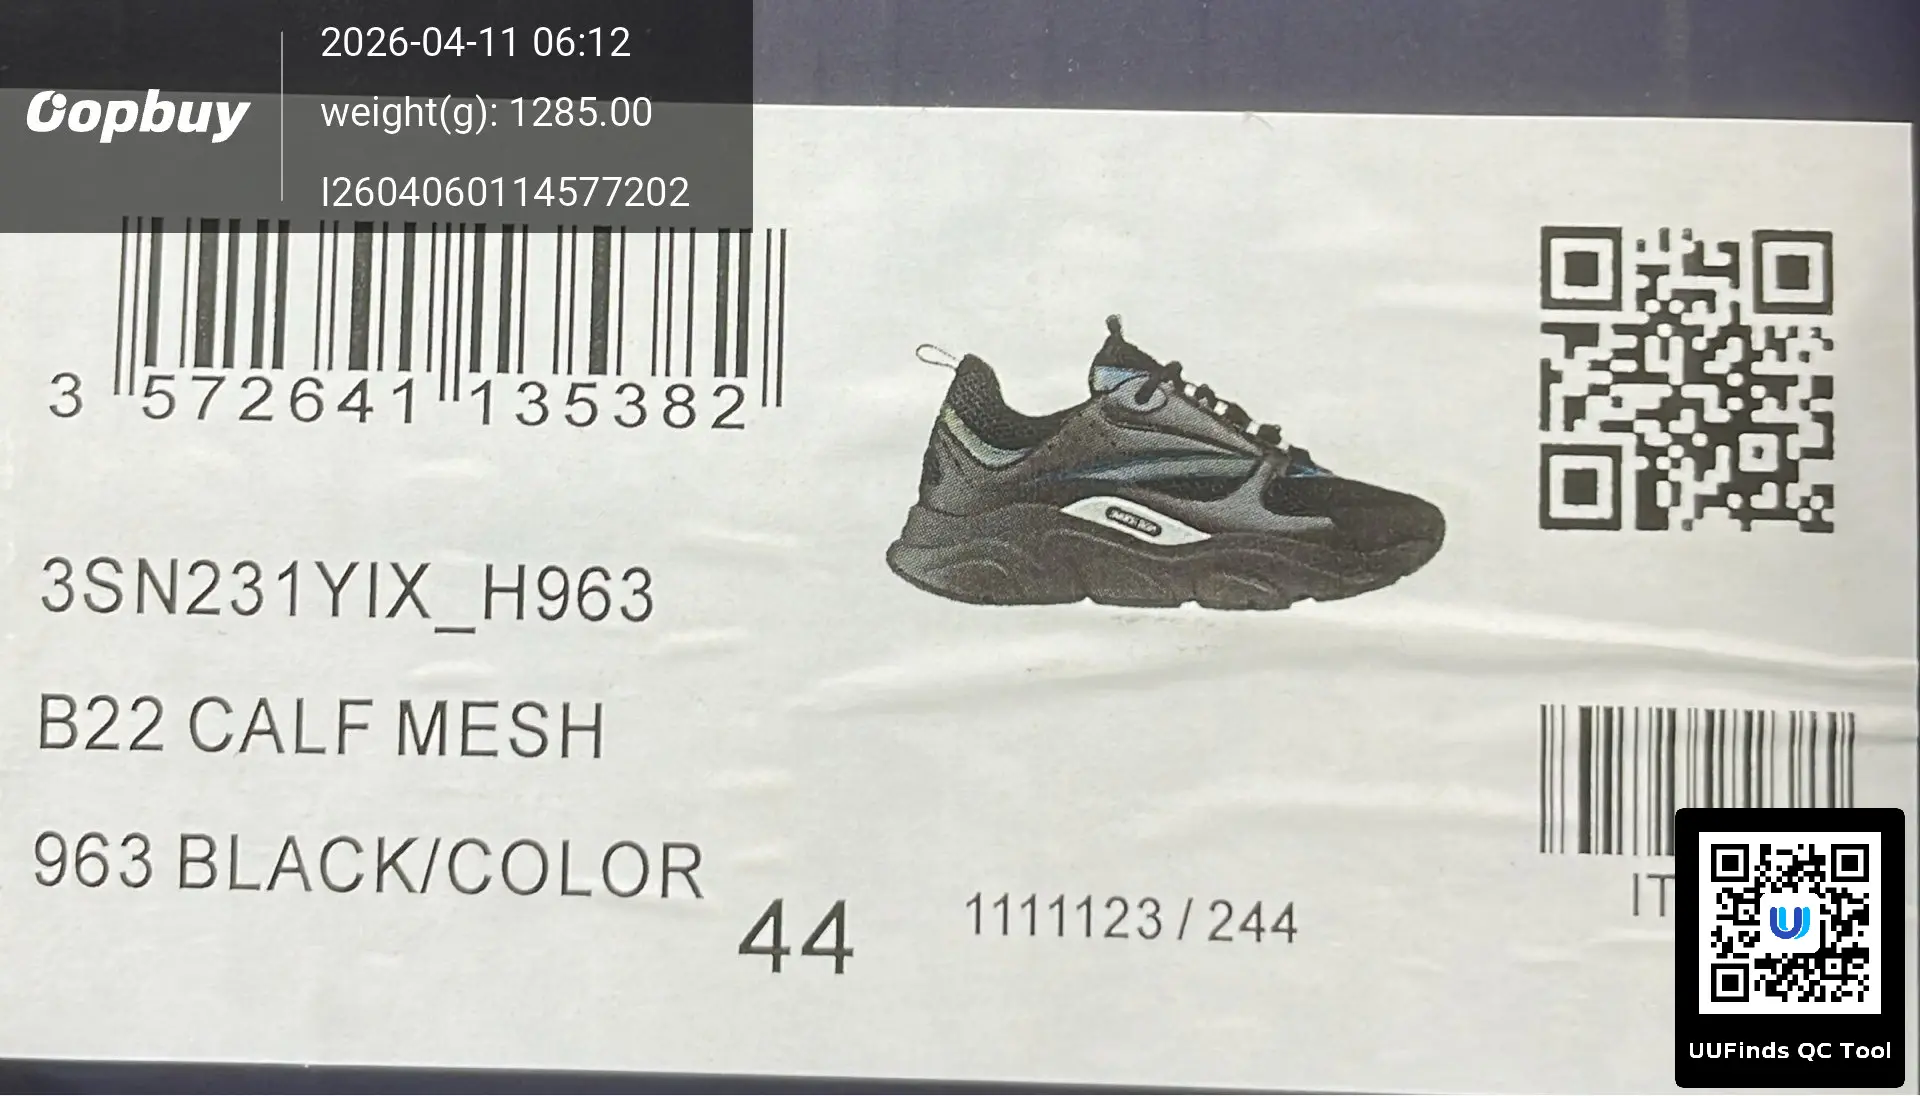 2026-04-11 06:12
Oopbuy
weight(g): 1285.00
I2604060114577202
3 572641 135382
3SN231YIX_H963
B22 CALF MESH
963 BLACK/COLOR
44
1111123 / 244
IT
UUFinds QC Tool